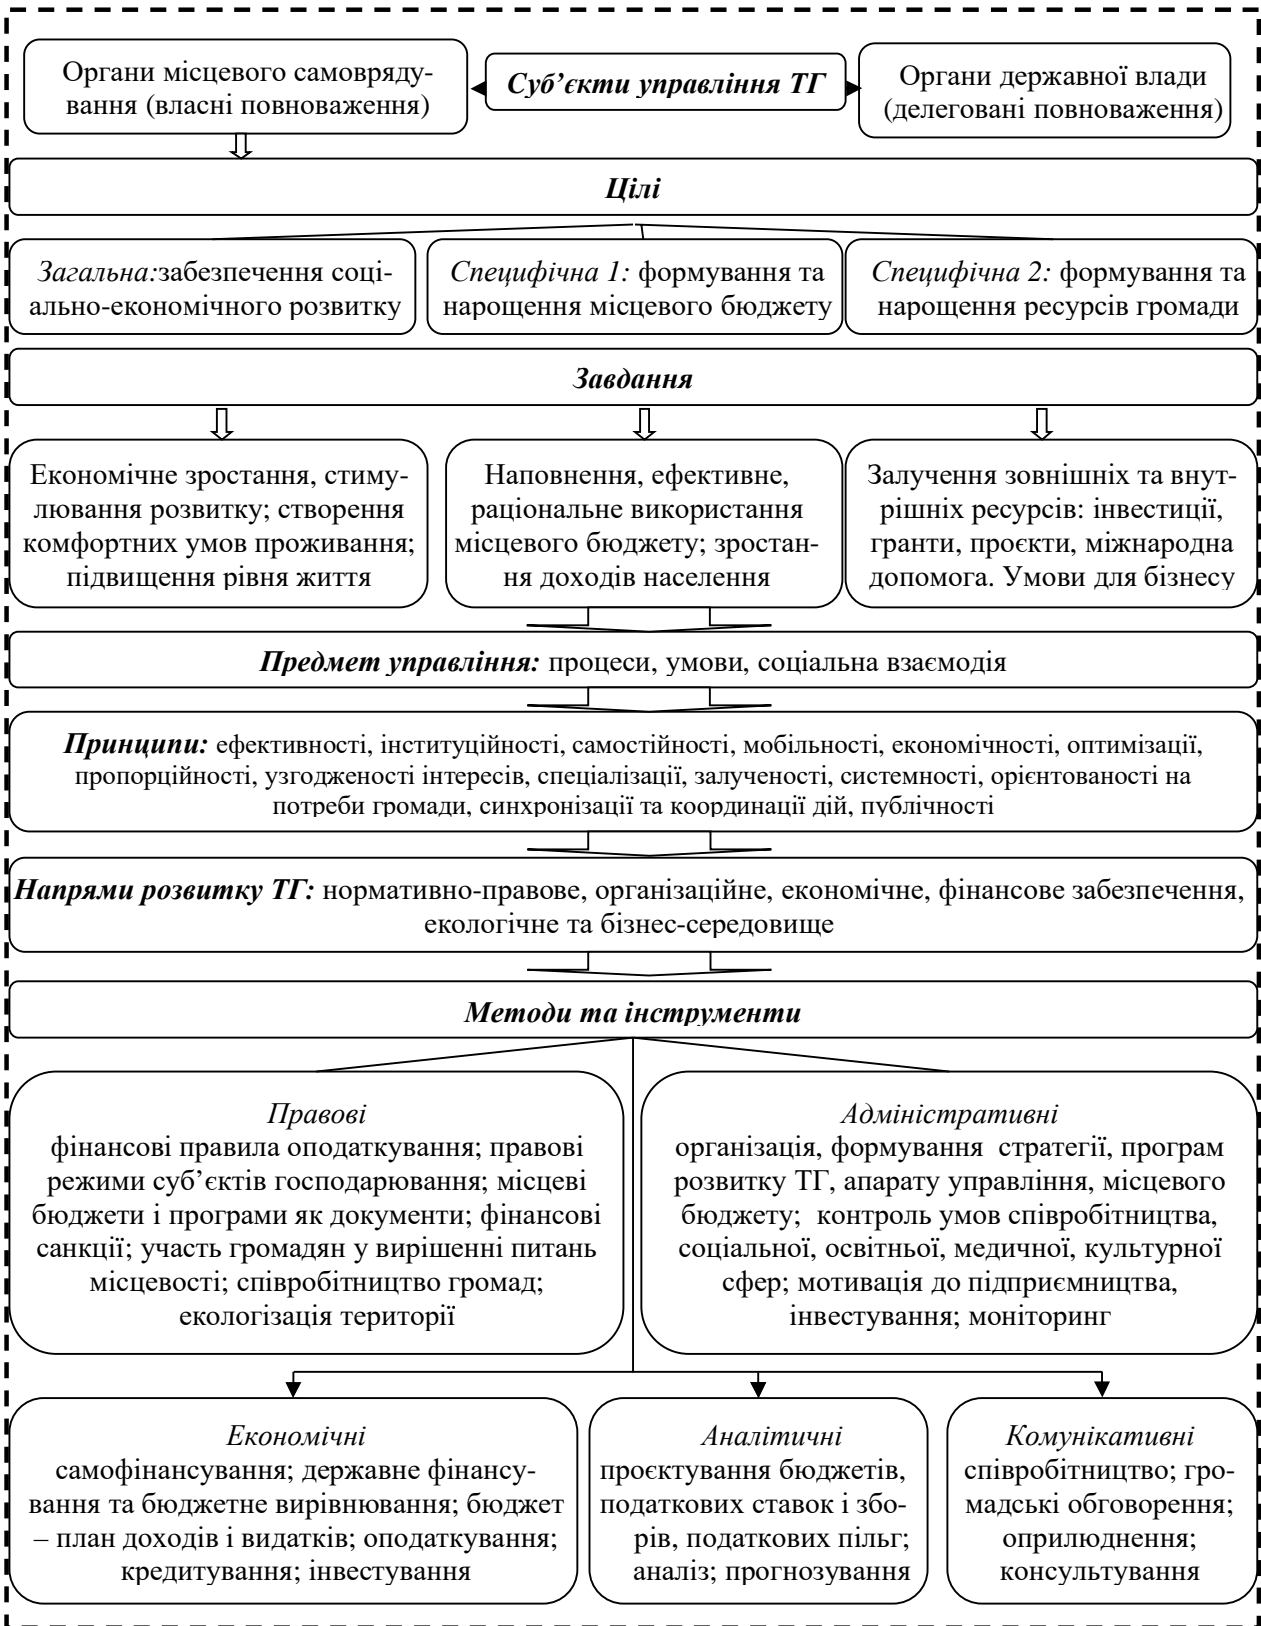 Органи місцевого самовряду-
вання (власні повноваження)
Суб’єкти управління ТГ
Органи державної влади
(делеговані повноваження)
Цілі
Загальна:забезпечення соці-
ально-економічного розвитку
Специфічна 1: формування та
нарощення місцевого бюджету
Специфічна 2: формування та
нарощення ресурсів громади
Завдання
Економічне зростання, стиму-
лювання розвитку; створення
комфортних умов проживання;
підвищення рівня життя
Наповнення, ефективне,
раціональне використання
місцевого бюджету; зростан-
ня доходів населення
Залучення зовнішніх та внут-
рішніх ресурсів: інвестиції,
гранти, проєкти, міжнародна
допомога. Умови для бізнесу
Предмет управління: процеси, умови, соціальна взаємодія
Принципи: ефективності, інституційності, самостійності, мобільності, економічності, оптимізації,
пропорційності, узгодженості інтересів, спеціалізації, залученості, системності, орієнтованості на
потреби громади, синхронізації та координації дій, публічності
Напрями розвитку ТГ: нормативно-правове, організаційне, економічне, фінансове забезпечення,
екологічне та бізнес-середовище
Методи та інструменти
Правові
фінансові правила оподаткування; правові
режими суб’єктів господарювання; місцеві
бюджети і програми як документи; фінансові
санкції; участь громадян у вирішенні питань
місцевості; співробітництво громад;
екологізація території
Адміністративні
організація, формування стратегії, програм
розвитку ТГ, апарату управління, місцевого
бюджету; контроль умов співробітництва,
соціальної, освітньої, медичної, культурної
сфер; мотивація до підприємництва,
інвестування; моніторинг
Економічні
самофінансування; державне фінансу-
вання та бюджетне вирівнювання; бюджет
– план доходів і видатків; оподаткування;
кредитування; інвестування
Аналітичні
проєктування бюджетів,
податкових ставок і збо-
рів, податкових пільг;
аналіз; прогнозування
Комунікативні
співробітництво; гро-
мадські обговорення;
оприлюднення;
консультування